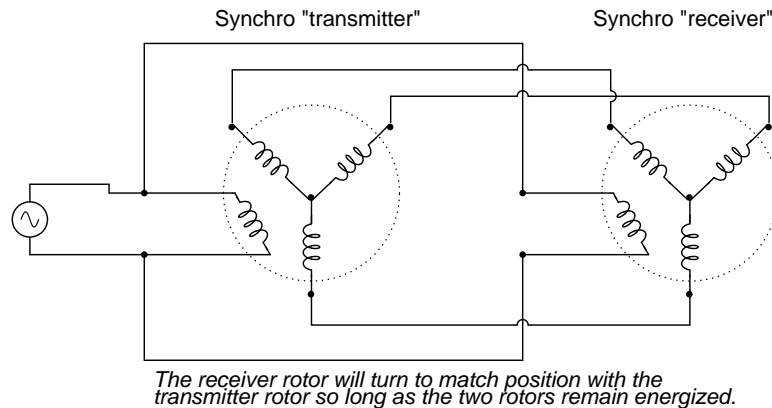 Synchro "transmitter"
Synchro "receiver"
The receiver rotor will turn to match position with the
transmitter rotor so long as the two rotors remain energized.